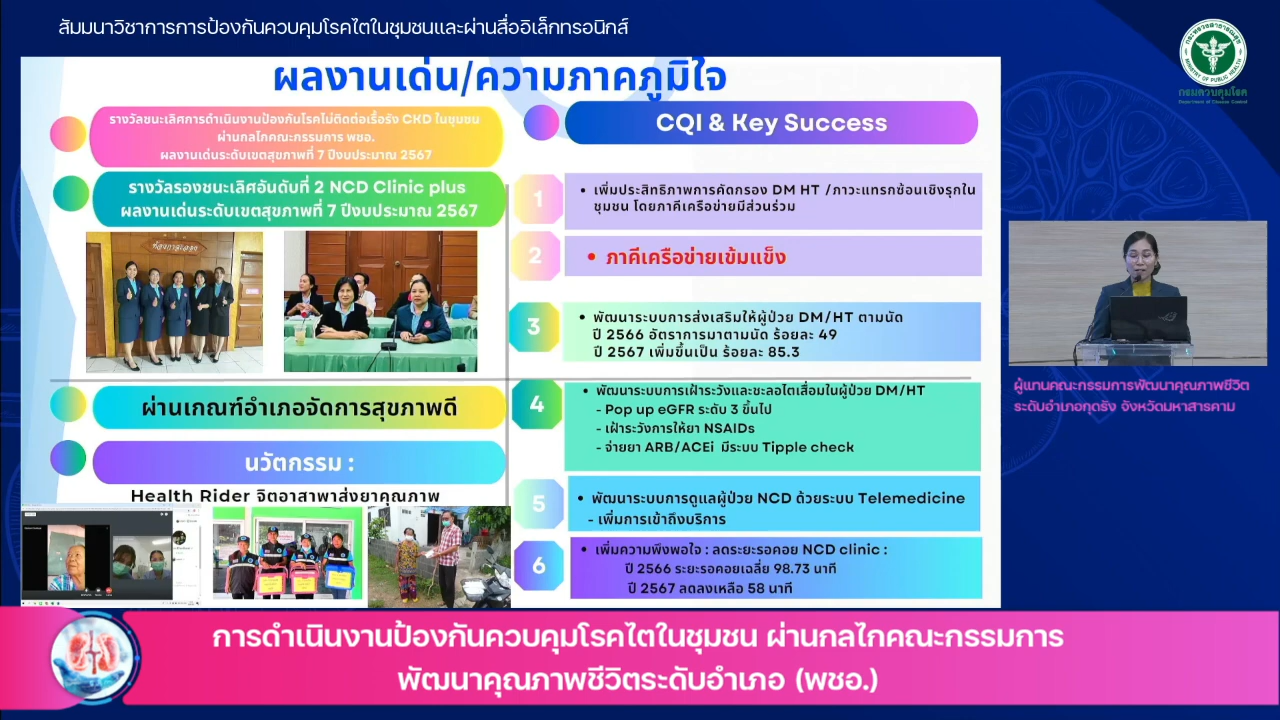 สัมมนาวิชาการการป้องกันควบคุมโรคไตในชุมชนและผ่านสื่ออิเล็กทรอนิกส์
กระทรวงสาธารณสุข
MINISTRY OF PUBLIC HEALTH
กรมควบคุมโรค
Department of Disease Control
ผลงานเด่น/ความภาคภูมิใจ
รางวัลชนะเลิศการดำเนินงานป้องกันโรคไม่ติดต่อเรื้อรัง CKD ในชุมชน
ผ่านกลไกคณะกรรมการ พชอ.
ผลงานเด่นระดับเขตสุขภาพที่ 7 ปีงบประมาณ 2567
รางวัลรองชนะเลิศอันดับที่ 2 NCD Clinic plus
ผลงานเด่นระดับเขตสุขภาพที่ 7 ปีงบประมาณ 2567
ผ่านเกณฑ์อำเภอจัดการสุขภาพดี
นวัตกรรม :
Health Rider จิตอาสาพาส่งยาคุณภาพ
CQI & Key Success
1
• เพิ่มประสิทธิภาพการคัดกรอง DM HT /ภาวะแทรกซ้อนเชิงรุกใน
ชุมชน โดยภาคีเครือข่ายมีส่วนร่วม
2
• ภาคีเครือข่ายเข้มแข็ง
3
• พัฒนาระบบการส่งเสริมให้ผู้ป่วย DM/HT ตามนัด
ปี 2566 อัตราการมาตามนัด ร้อยละ 49
ปี 2567 เพิ่มขึ้นเป็น ร้อยละ 85.3
4
• พัฒนาระบบการเฝ้าระวังและชะลอไตเสื่อมในผู้ป่วย DM/HT
- Pop up eGFR ระดับ 3 ขึ้นไป
- เฝ้าระวังการให้ยา NSAIDs
- จ่ายยา ARB/ACEi มีระบบ Tipple check
5
• พัฒนาระบบการดูแลผู้ป่วย NCD ด้วยระบบ Telemedicine
- เพิ่มการเข้าถึงบริการ
6
• เพิ่มความพึงพอใจ : ลดระยะรอคอย NCD clinic :
ปี 2566 ระยะรอคอยเฉลี่ย 98.73 นาที
ปี 2567 ลดลงเหลือ 58 นาที
ผู้แทนคณะกรรมการพัฒนาคุณภาพชีวิต
ระดับอำเภอกุดรัง จังหวัดมหาสารคาม
การดำเนินงานป้องกันควบคุมโรคไตในชุมชน ผ่านกลไกคณะกรรมการ
พัฒนาคุณภาพชีวิตระดับอำเภอ (พชอ.)